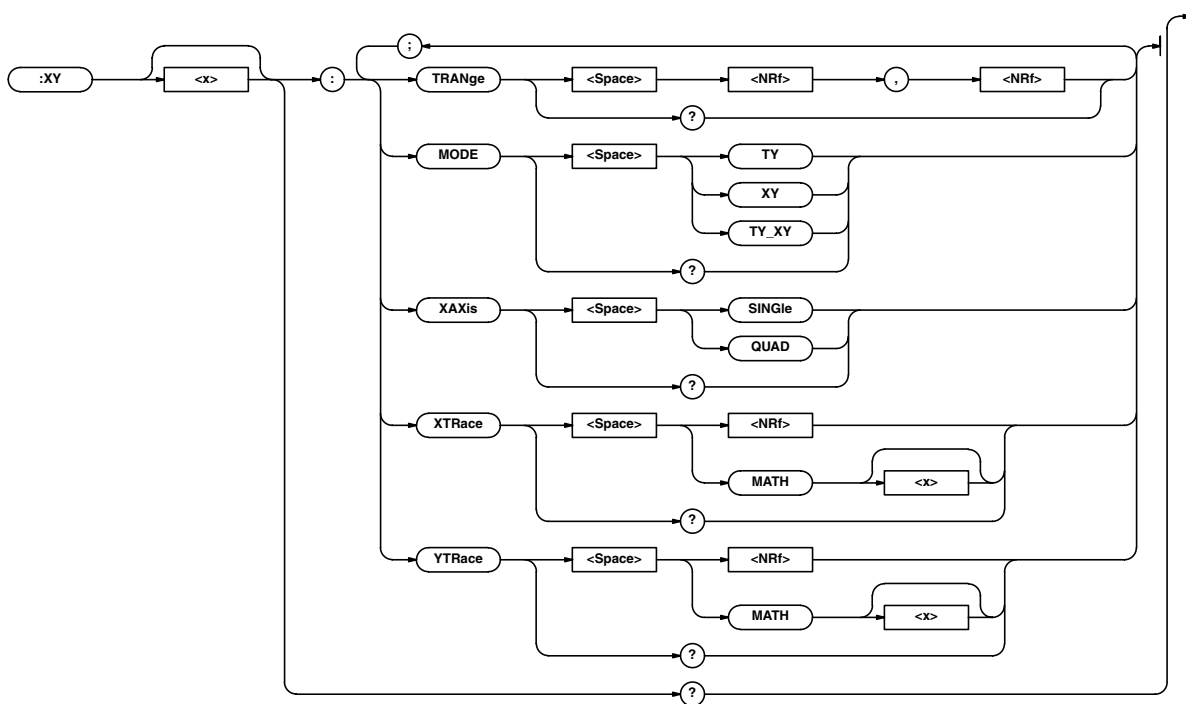 ;
:XY <x> : TRANge <Space> <NRf> , <NRf>
?
MODE <Space> TY
XY
TY_XY
?
XAXis <Space> SINGle
QUAD
?
XTRace <Space> <NRf>
MATH <x>
?
YTRace <Space> <NRf>
MATH <x>
?
?